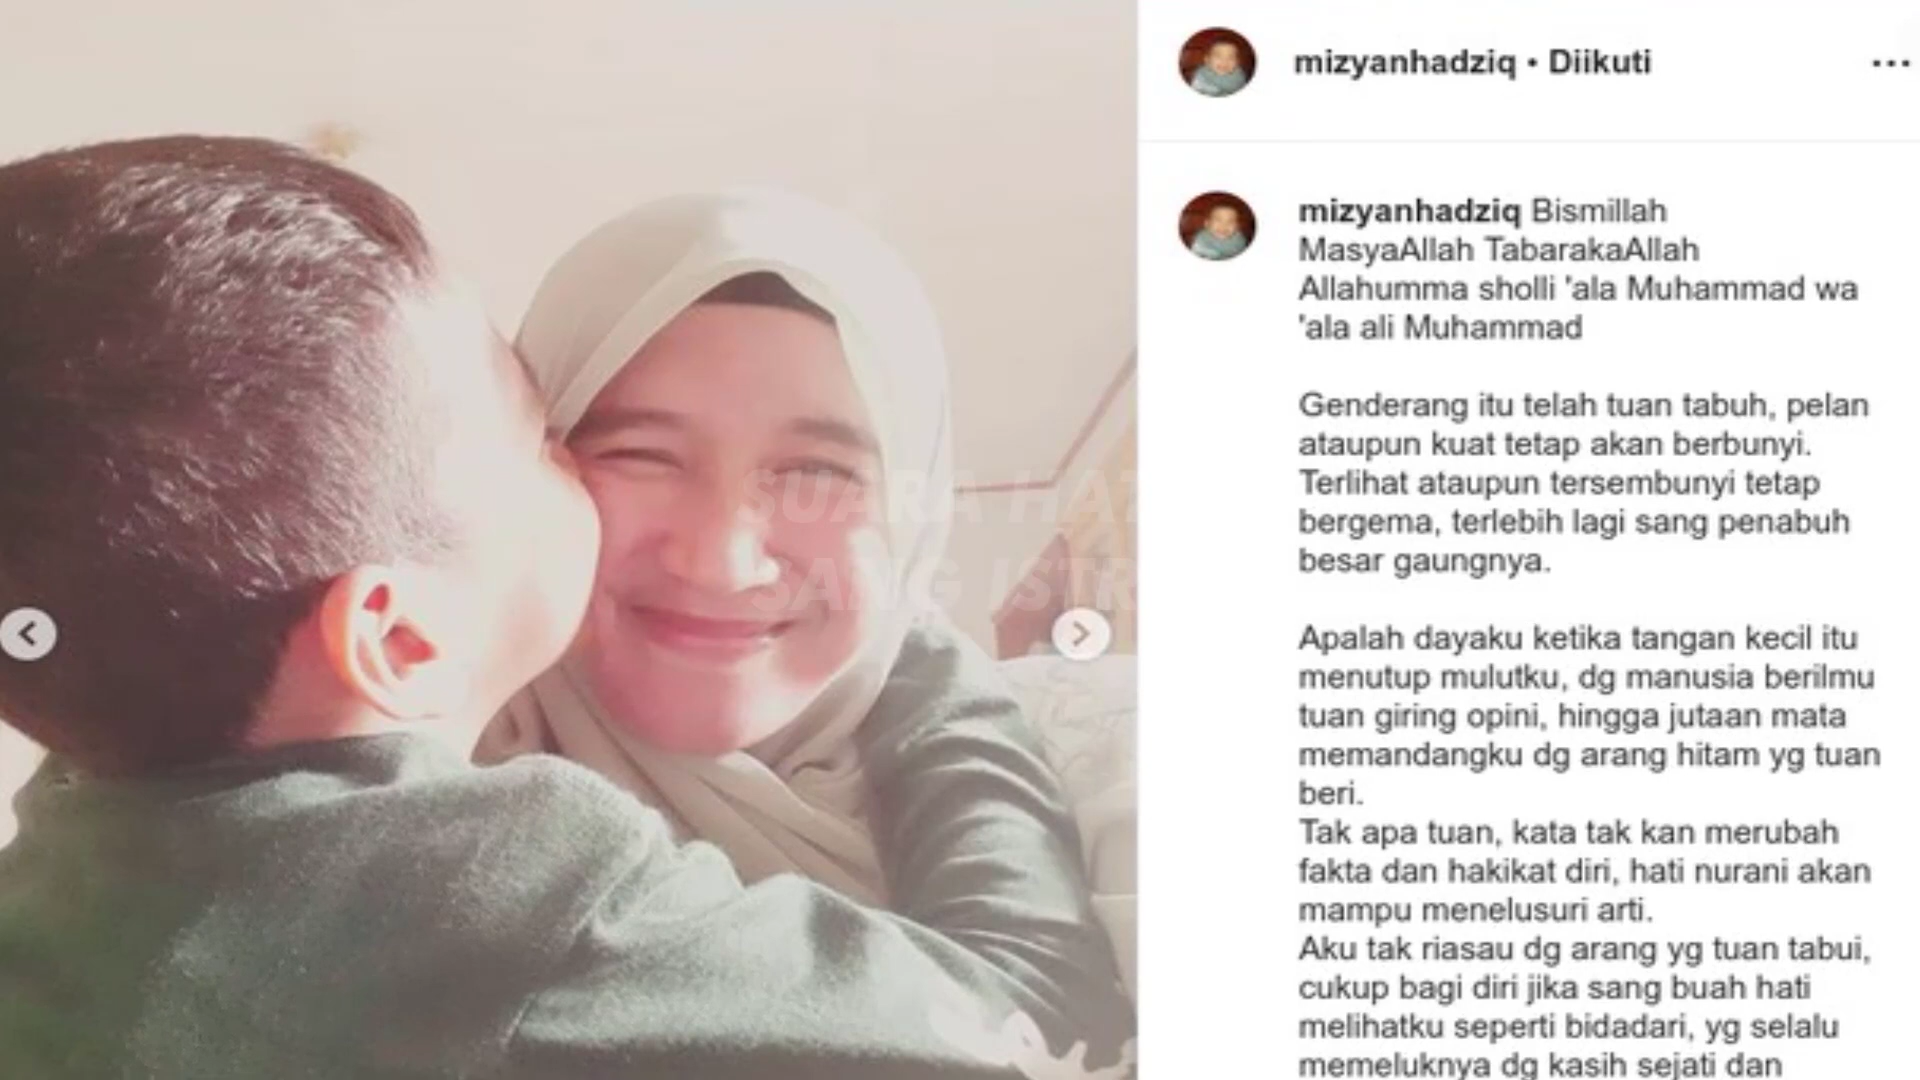 mizyanhadziq • Diikuti
mizyanhadziq Bismillah
MasyaAllah TabarakaAllah
Allahumma sholli 'ala Muhammad wa
'ala ali Muhammad
Genderang itu telah tuan tabuh, pelan
ataupun kuat tetap akan berbunyi.
Terlihat ataupun tersembunyi tetap
bergema, terlebih lagi sang penabuh
besar gaungnya.
Apalah dayaku ketika tangan kecil itu
menutup mulutku, dg manusia berilmu
tuan giring opini, hingga jutaan mata
memandangku dg arang hitam yg tuan
beri.
Tak apa tuan, kata tak kan merubah
fakta dan hakikat diri, hati nurani akan
mampu menelusuri arti.
Aku tak riasau dg arang yg tuan tabui,
cukup bagi diri jika sang buah hati
melihatku seperti bidadari, yg selalu
memeluknya dg kasih sejati dan
SUARA HAT
SANG ISTR